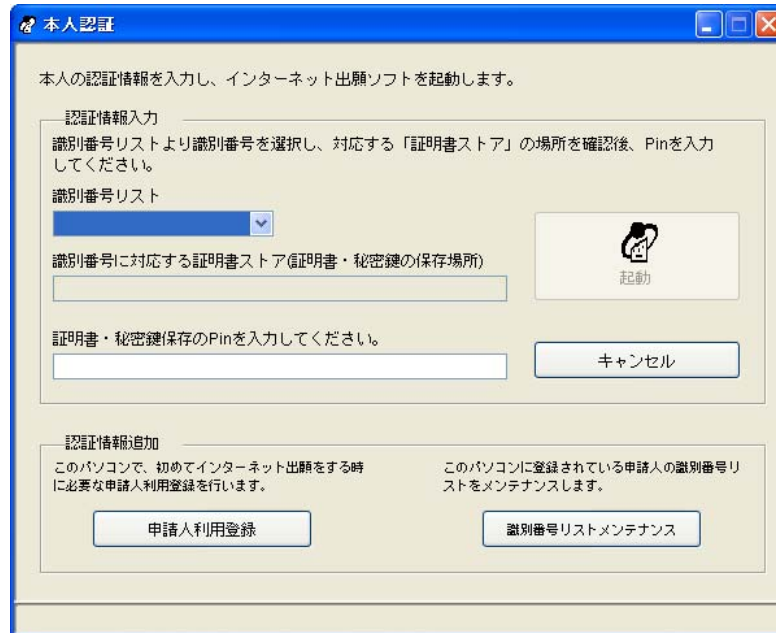 本人認証
本人の認証情報を入力し、インターネット出願ソフトを起動します。
認証情報入力
識別番号リストより識別番号を選択し、対応する「証明書ストア」の場所を確認後、Pinを入力
してください。
識別番号リスト
識別番号に対応する証明書ストア(証明書・秘密鍵の保存場所)
起動
証明書・秘密鍵保存のPinを入力してください。
キャンセル
認証情報追加
このパソコンで、初めてインターネット出願をする時
に必要な申請人利用登録を行います。
申請人利用登録
このパソコンに登録されている申請人の識別番号リ
ストをメンテナンスします。
識別番号リストメンテナンス